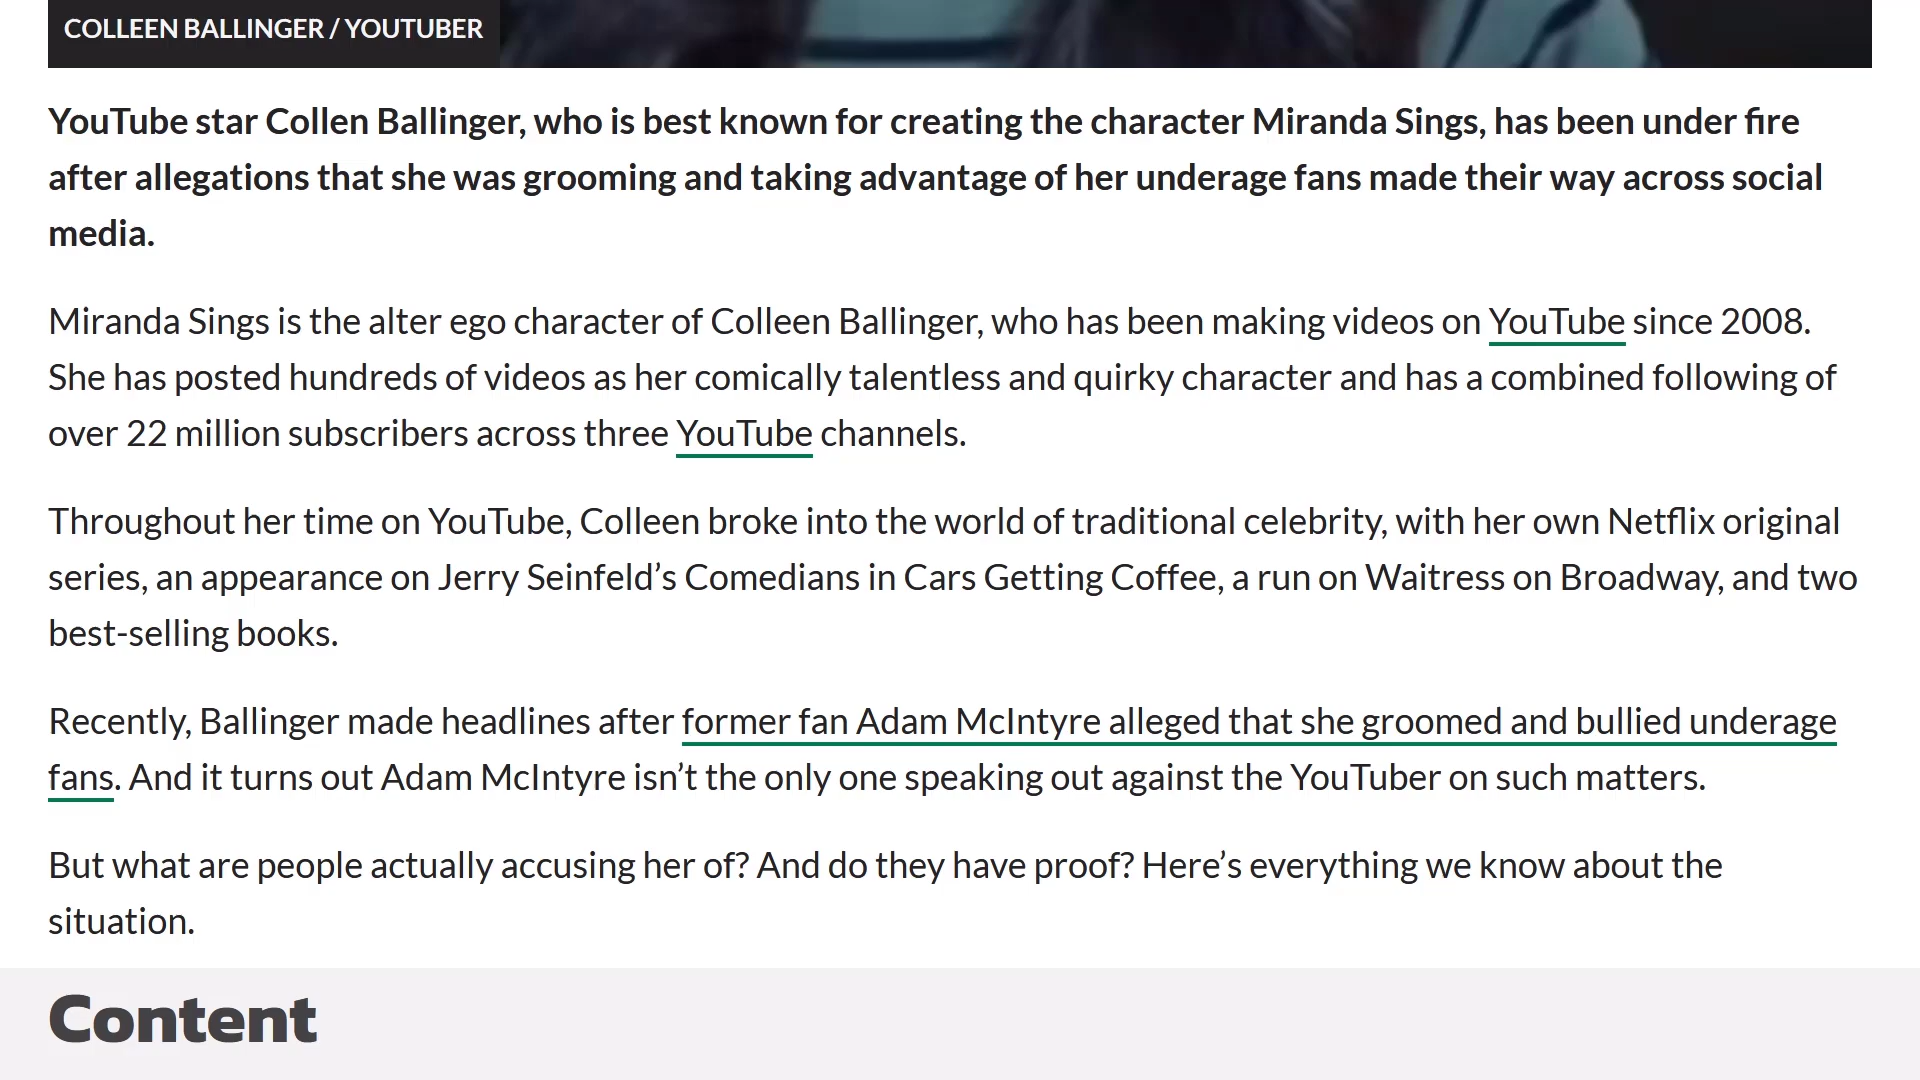 COLLEEN BALLINGER / YOUTUBER
YouTube star Collen Ballinger, who is best known for creating the character Miranda Sings, has been under fire
after allegations that she was grooming and taking advantage of her underage fans made their way across social
media.
Miranda Sings is the alter ego character of Colleen Ballinger, who has been making videos on YouTube since 2008.
She has posted hundreds of videos as her comically talentless and quirky character and has a combined following of
over 22 million subscribers across three YouTube channels.
Throughout her time on YouTube, Colleen broke into the world of traditional celebrity, with her own Netflix original
series, an appearance on Jerry Seinfeld’s Comedians in Cars Getting Coffee, a run on Waitress on Broadway, and two
best-selling books.
Recently, Ballinger made headlines after former fan Adam McIntyre alleged that she groomed and bullied underage
fans. And it turns out Adam McIntyre isn’t the only one speaking out against the YouTuber on such matters.
But what are people actually accusing her of? And do they have proof? Here’s everything we know about the
situation.
Content